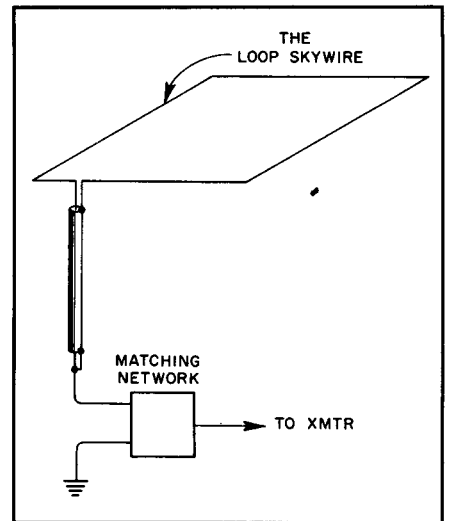 THE
LOOP SKYWIRE
MATCHING
NETWORK
TO XMTR